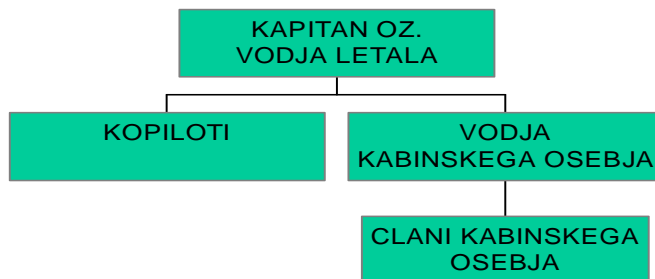 KAPITAN OZ.
VODJA LETALA
KOPILOTI
VODJA
KABINSKEGA OSEBJA
CLANI KABINSKEGA
OSEBJA